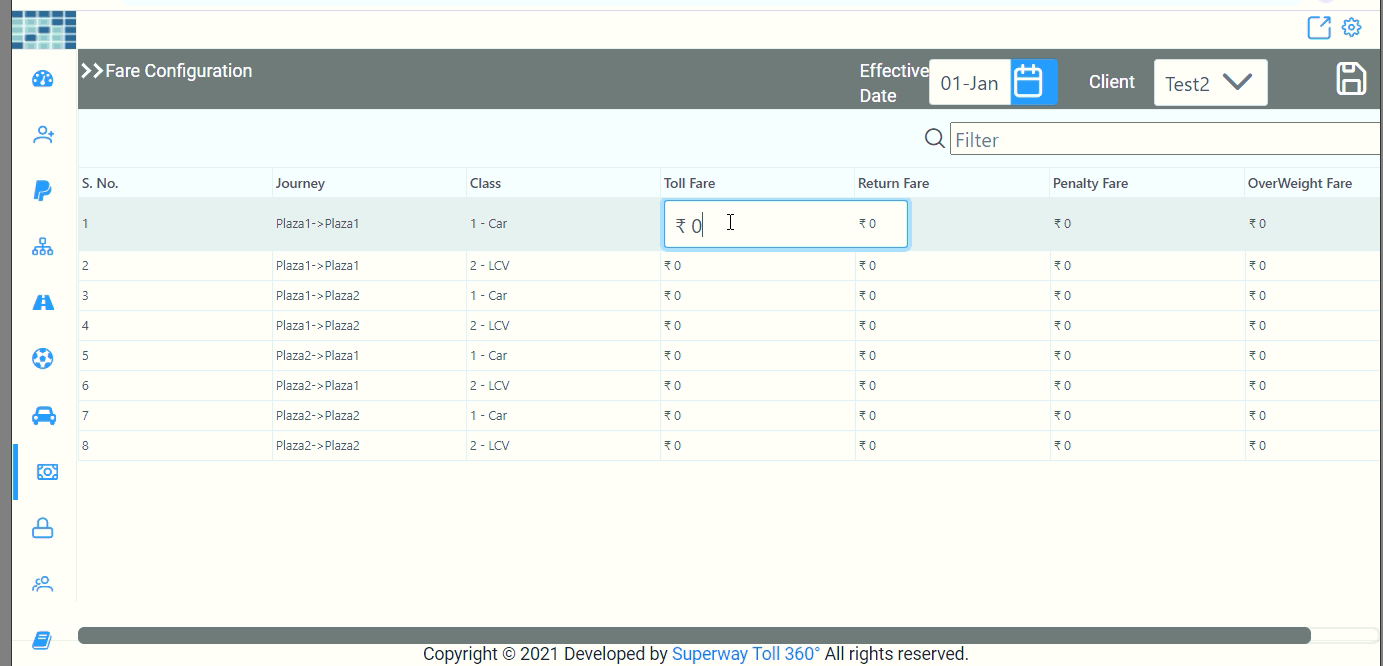 >>Fare Configuration
Effective Date 01-Jan Client Test2
Filter
S. No. Journey Class Toll Fare Return Fare Penalty Fare OverWeight Fare
1 Plaza1->Plaza1 1 - Car ₹ 0 ₹ 0 ₹ 0 ₹ 0
2 Plaza1->Plaza1 2 - LCV ₹ 0 ₹ 0 ₹ 0 ₹ 0
3 Plaza1->Plaza2 1 - Car ₹ 0 ₹ 0 ₹ 0 ₹ 0
4 Plaza1->Plaza2 2 - LCV ₹ 0 ₹ 0 ₹ 0 ₹ 0
5 Plaza2->Plaza1 1 - Car ₹ 0 ₹ 0 ₹ 0 ₹ 0
6 Plaza2->Plaza1 2 - LCV ₹ 0 ₹ 0 ₹ 0 ₹ 0
7 Plaza2->Plaza2 1 - Car ₹ 0 ₹ 0 ₹ 0 ₹ 0
8 Plaza2->Plaza2 2 - LCV ₹ 0 ₹ 0 ₹ 0 ₹ 0
Copyright © 2021 Developed by Superway Toll 360° All rights reserved.